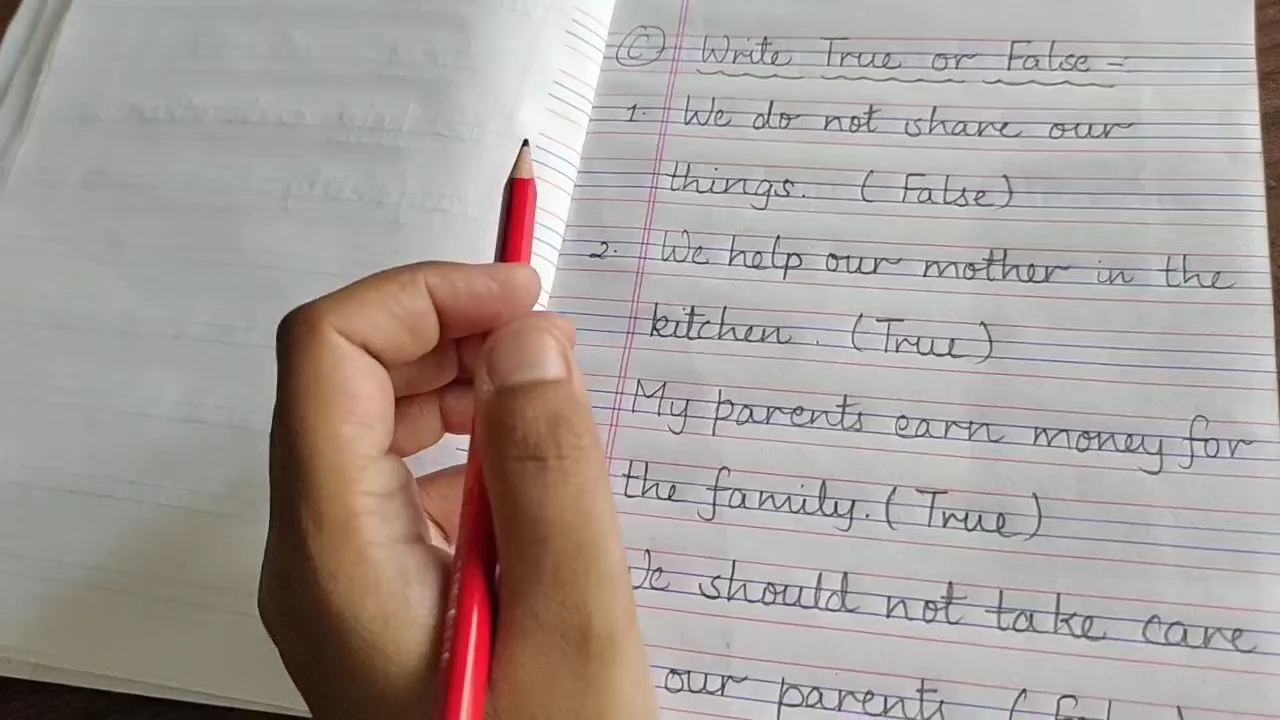 C Write True or False -
1. We do not share our
things. (False)
2. We help our mother in the
kitchen. (True)
My parents earn money for
the family. (True)
We should not take care
our parents (